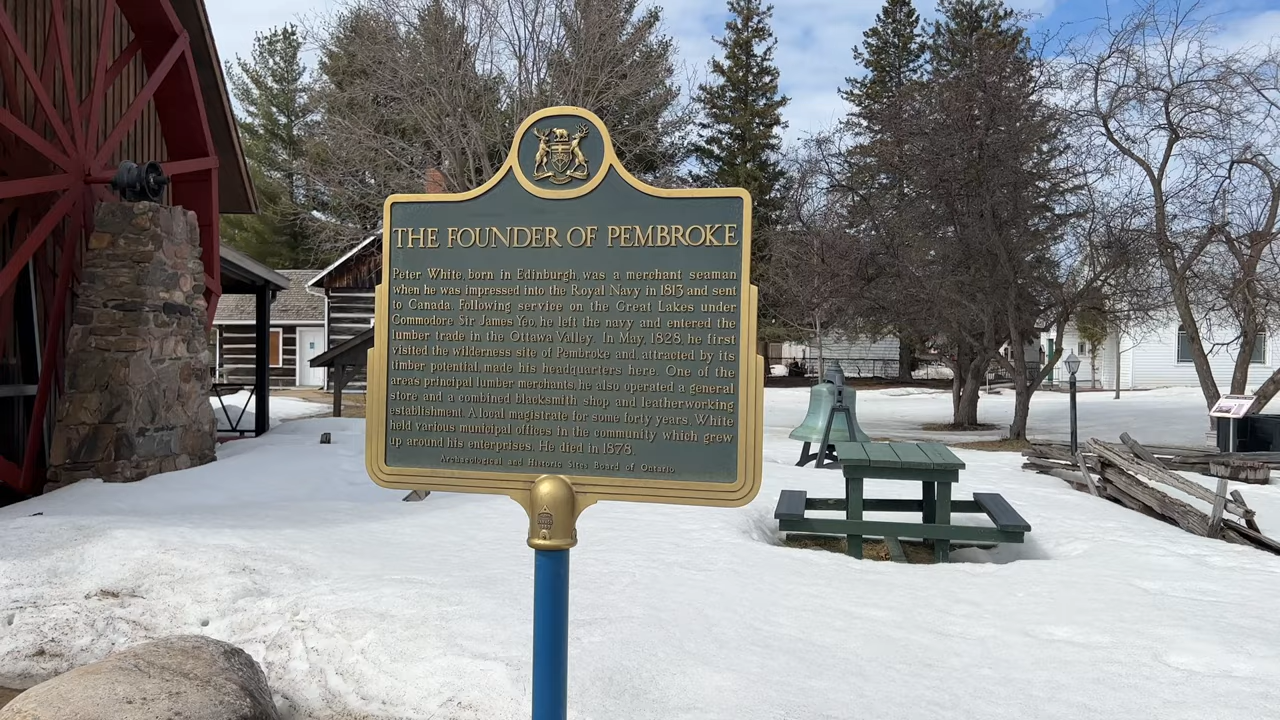 THE FOUNDER OF PEMBROKE
Peter White, born in Edinburgh, was a merchant seaman
when he was impressed into the Royal Navy in 1813 and sent
to Canada. Following service on the Great Lakes under
Commodore Sir James Yeo, he left the navy and entered the
lumber trade in the Ottawa Valley. In May, 1828, he first
visited the wilderness site of Pembroke and, attracted by its
timber potential, made his headquarters here. One of the
areas principal lumber merchants, he also operated a general
store and a combined blacksmith shop and leatherworking
establishment. A local magistrate for some forty years, White
held various municipal offices in the community which grew
up around his enterprises. He died in 1878.
Archaeological and Historic Sites Board of Ontario